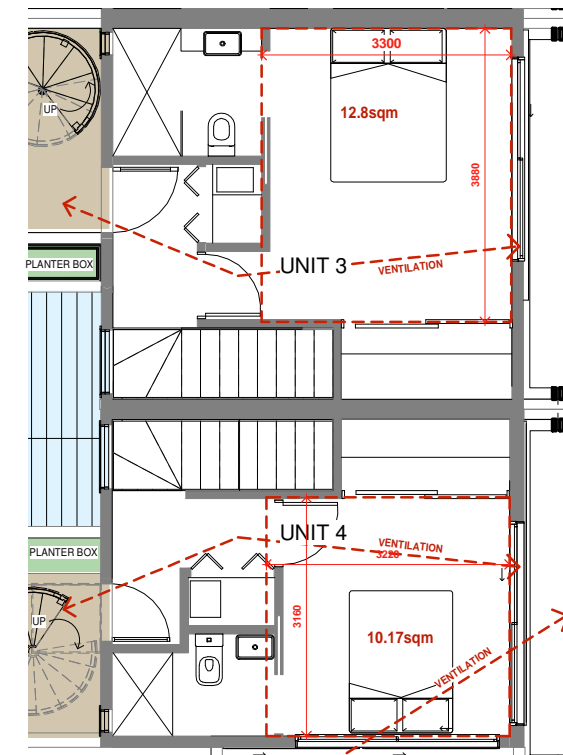 3300
UP
12.8sqm
3880
UNIT 3
VENTILATION
PLANTER BOX
UNIT 4
VENTILATION
3220
PLANTER BOX
3160
UP
10.17sqm
VENTILATION